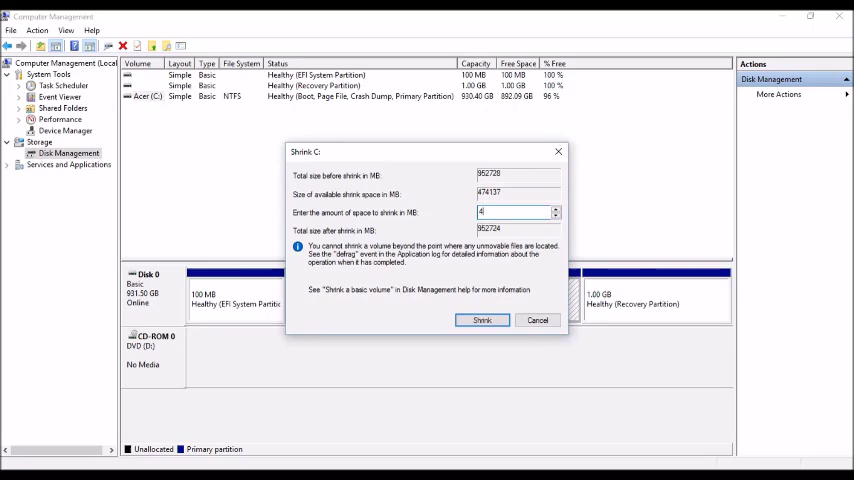 Computer Management
File Action View Help
Computer Management (Local
System Tools
Task Scheduler
Event Viewer
Shared Folders
Performance
Device Manager
Storage
Disk Management
Services and Applications
Volume Layout Type File System Status Capacity Free Space % Free
Simple Basic Healthy (EFI System Partition) 100 MB 100 MB 100 %
Simple Basic Healthy (Recovery Partition) 1.00 GB 1.00 GB 100 %
Acer (C:) Simple Basic NTFS Healthy (Boot, Page File, Crash Dump, Primary Partition) 930.40 GB 892.09 GB 96 %
Actions
Disk Management
More Actions
Shrink C:
Total size before shrink in MB: 952728
Size of available shrink space in MB: 474137
Enter the amount of space to shrink in MB: 4
Total size after shrink in MB: 952724
You cannot shrink a volume beyond the point where any unmovable files are located.
See the "defrag" event in the Application log for detailed information about the
operation when it has completed.
See "Shrink a basic volume" in Disk Management help for more information
Shrink Cancel
Disk 0
Basic
931.50 GB
Online
100 MB
Healthy (EFI System Partitic
1.00 GB
Healthy (Recovery Partition)
CD-ROM 0
DVD (D:)
No Media
Unallocated Primary partition